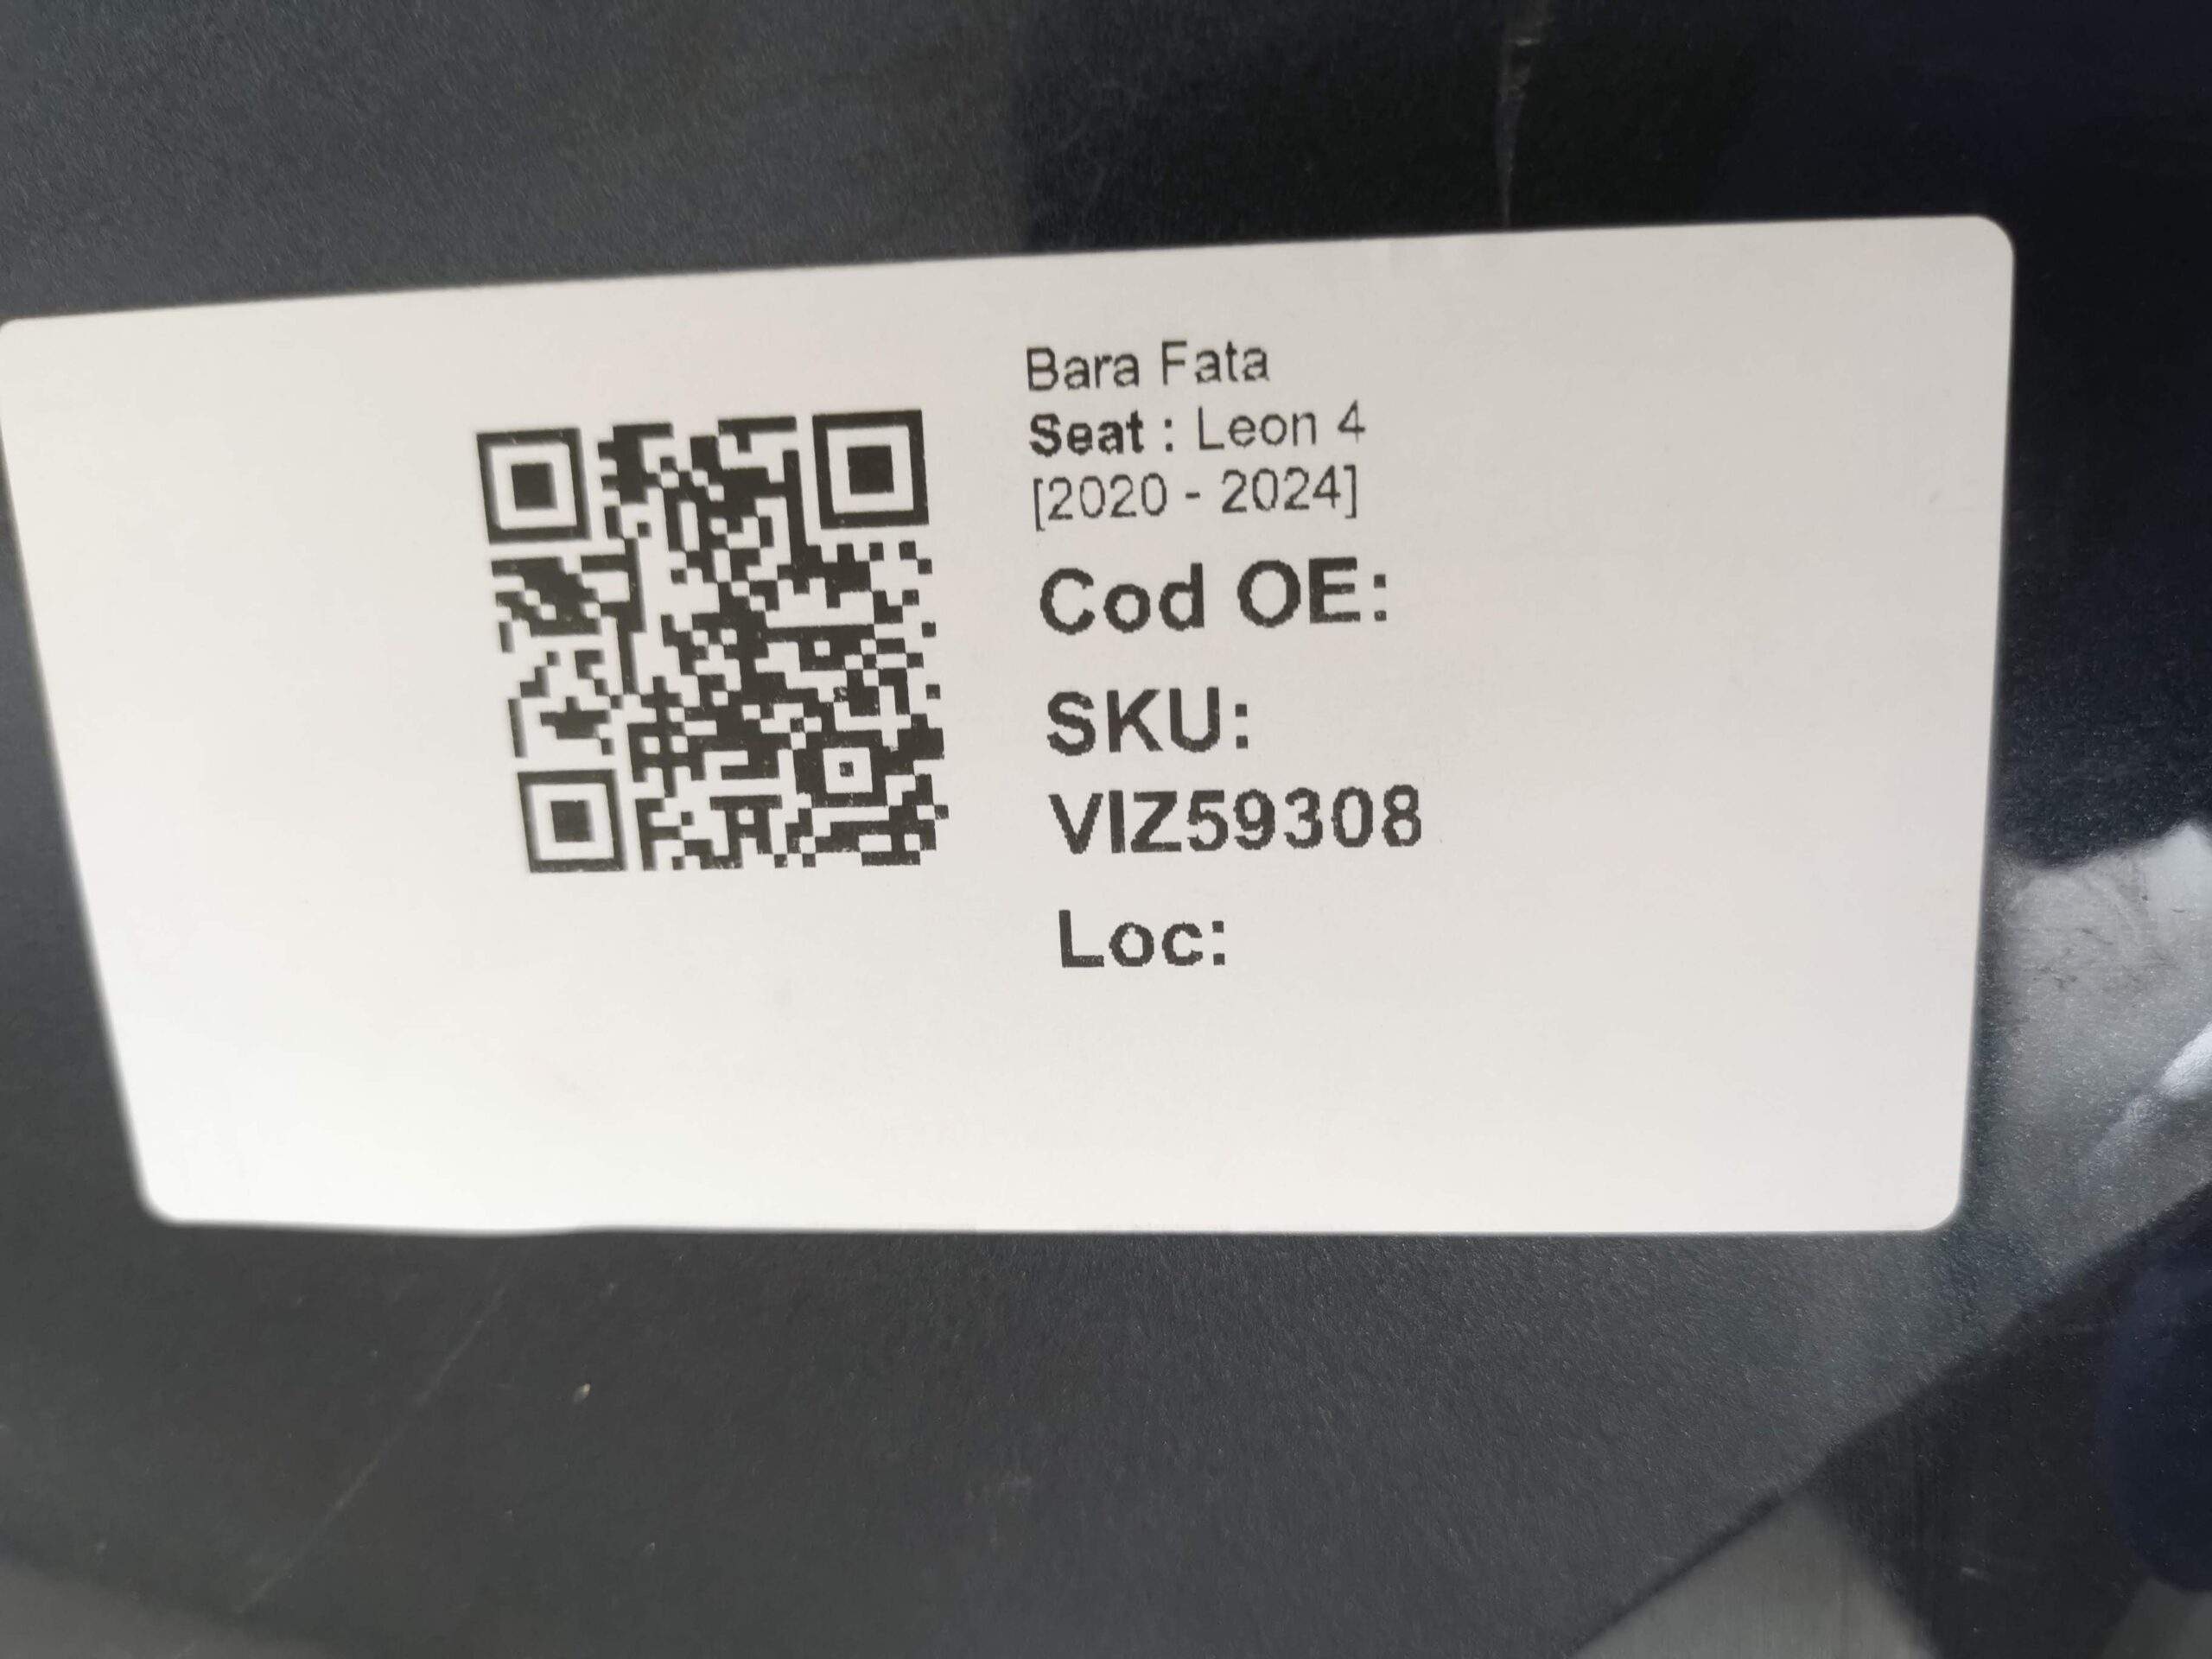 Bara Fata
Seat : Leon 4
[2020 - 2024]
Cod OE:
SKU:
VIZ59308
Loc: